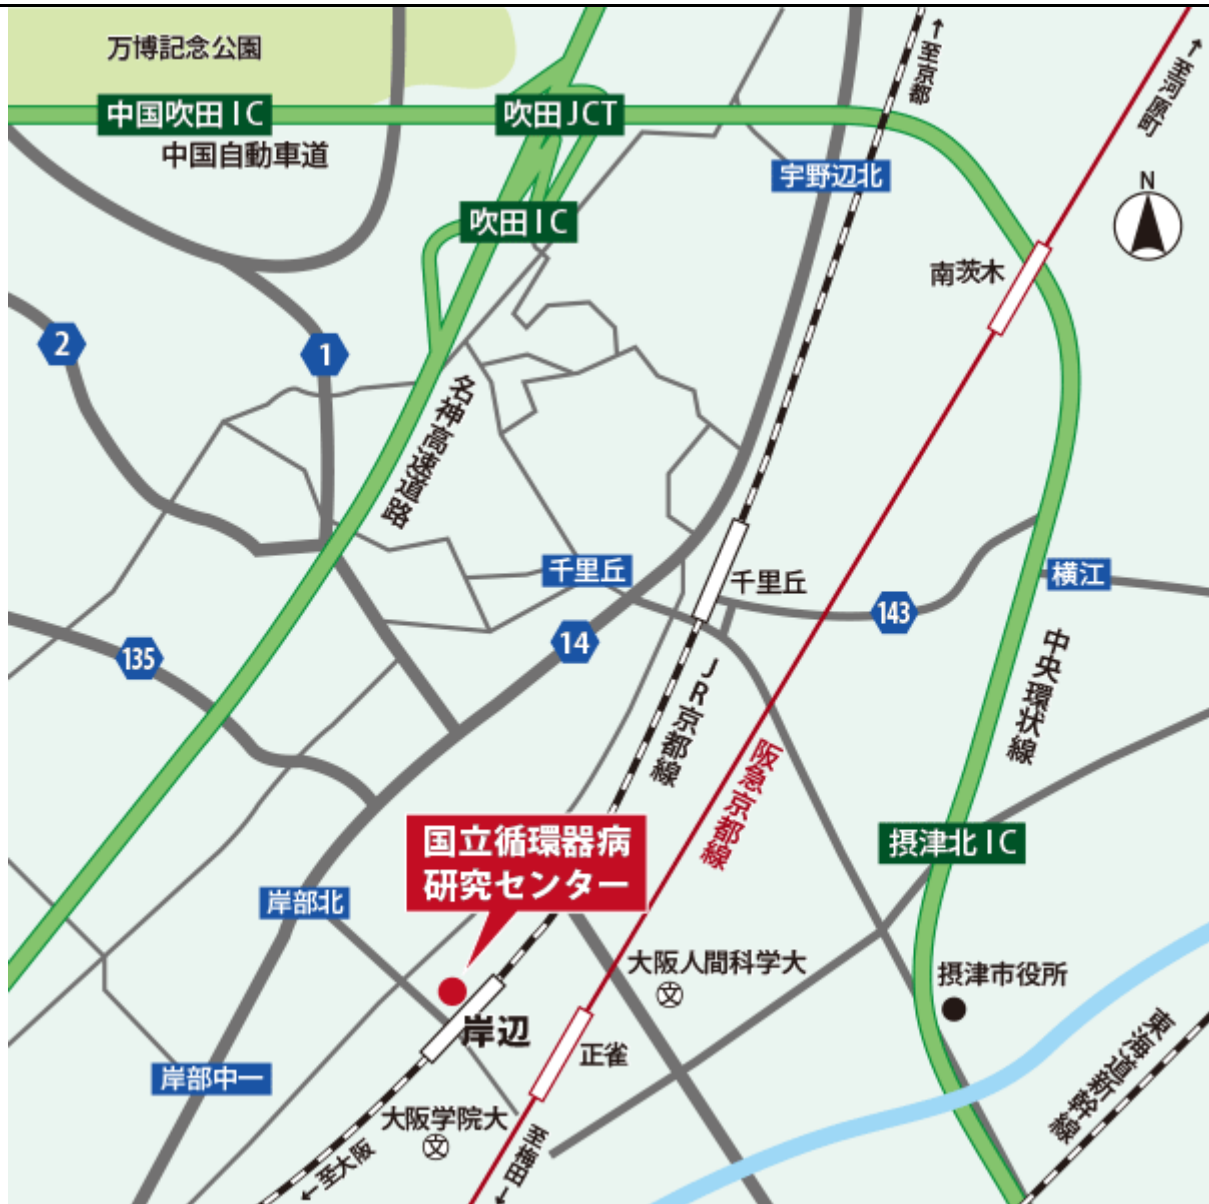 万博記念公園
↑至京都
↑至河原町
中国吹田IC
吹田JCT
中国自動車道
宇野辺北
N
吹田IC
南茨木
2
1
名神高速道路
千里丘
千里丘
横江
143
14
135
中央環状線
JR京都線
阪急京都線
国立循環器病
研究センター
摂津北IC
岸部北
大阪人間科学大
文
摂津市役所
岸辺
正雀
東海道新幹線
岸部中一
大阪学院大
文
←至大阪
至梅田→